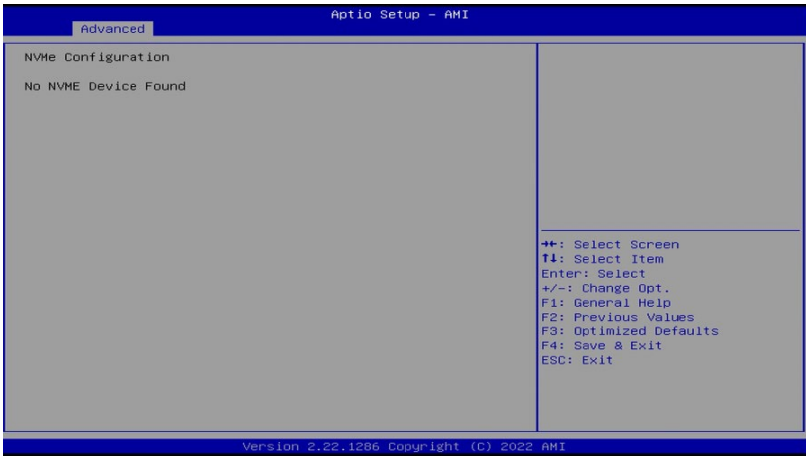 Aptio Setup - AMI
Advanced
NVMe Configuration
No NVME Device Found
→←: Select Screen
↑↓: Select Item
Enter: Select
+/-: Change Opt.
F1: General Help
F2: Previous Values
F3: Optimized Defaults
F4: Save & Exit
ESC: Exit
Version 2.22.1286 Copyright (C) 2022 AMI